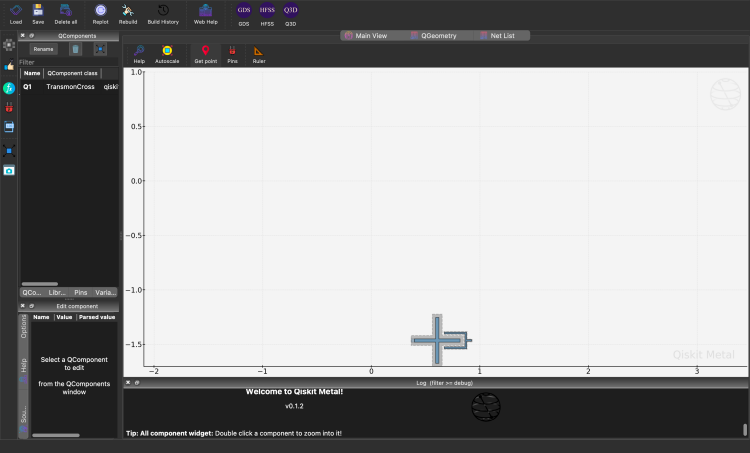 GDS HFSS Q3D
Load Save Delete all Replot Rebuild Build History Web Help GDS HFSS Q3D
QComponents
Main View QGeometry Net List
Rename
Help Autoscale Get point Pins Ruler
Filter
Name QComponent class
Q1 TransmonCross qiski
1.0
0.5
0.0
−0.5
−1.0
−1.5
−2 −1 0 1 2 3
Qiskit Metal
QCo... Libr... Pins Varia...
Edit component
Options
Help
Sou...
Name Value Parsed value
Select a QComponent
to edit
from the QComponents
window
Log (filter >= debug)
Welcome to Qiskit Metal!
v0.1.2
Tip: All component widget: Double click a component to zoom into it!